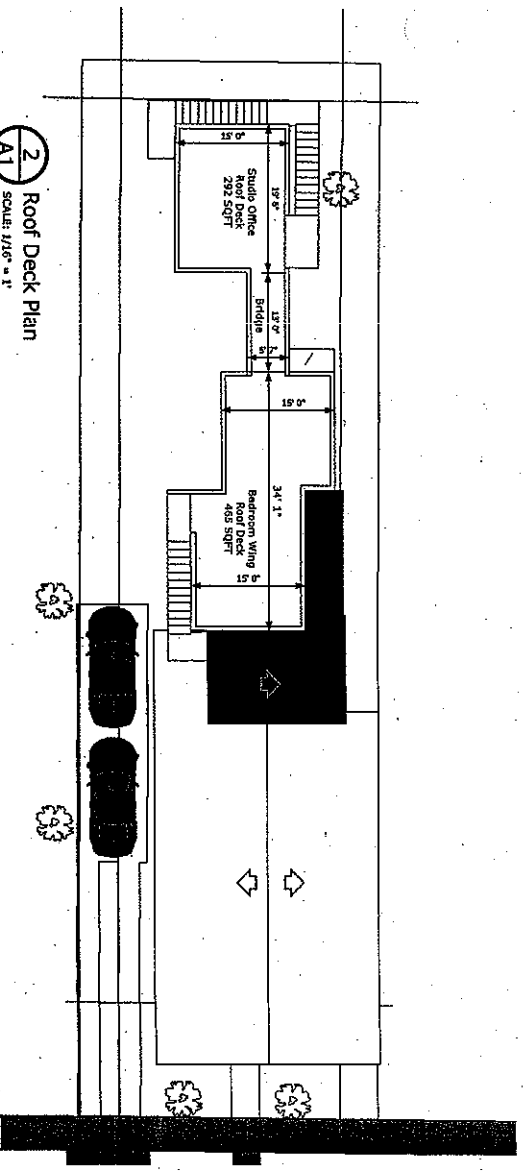 2
A1
Roof Deck Plan
SCALE: 1/16" = 1'
15' 0"
Studio Office
Roof Deck
292 SQFT
19' 6"
13' 0"
Bridge
15' 0"
34' 1"
Bedroom Wing
Roof Deck
465 SQFT
15' 0"